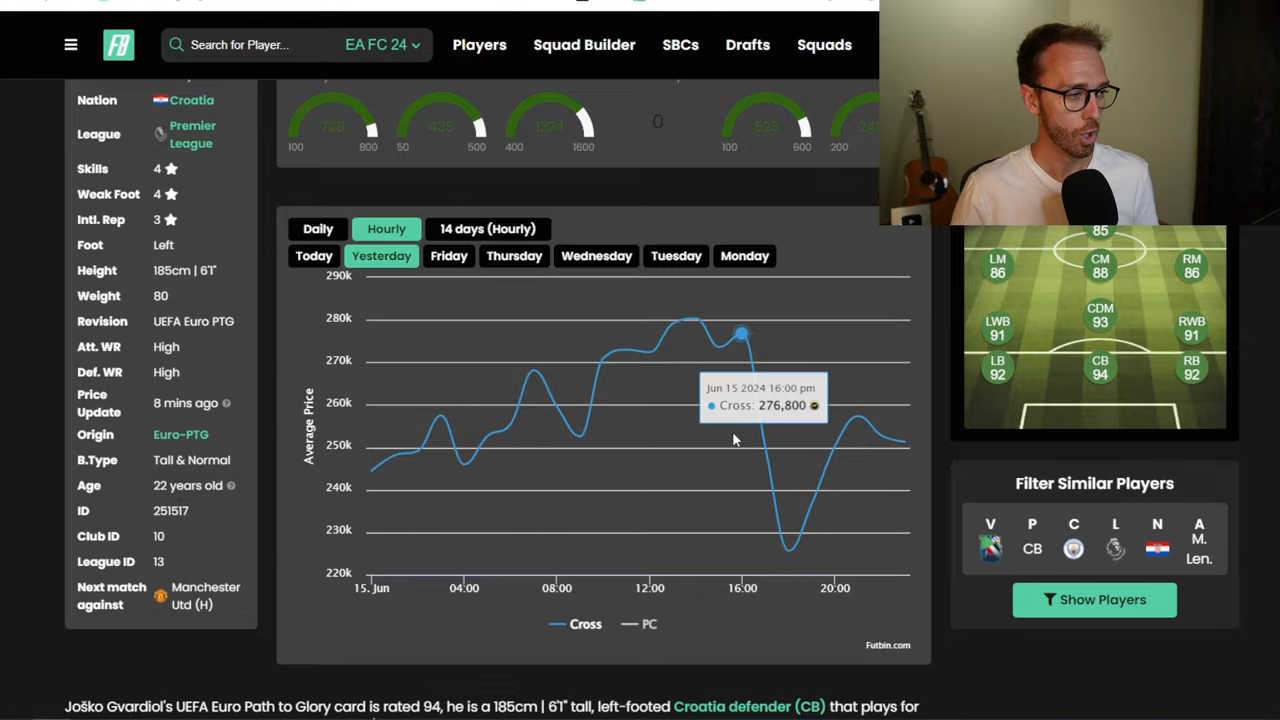 Search for Player...
EA FC 24
Players
Squad Builder
SBCs
Drafts
Squads
Nation Croatia
League Premier
League
Skills 4
Weak Foot 4
Intl. Rep 3
Foot Left
Height 185cm | 6'1"
Weight 80
Revision UEFA Euro PTG
Att. WR High
Def. WR High
Price
Update 8 mins ago
Origin Euro-PTG
B.Type Tall & Normal
Age 22 years old
ID 251517
Club ID 10
League ID 13
Next match
against Manchester
Utd (H)
728
435
1324
0
523
100 800 50 500 400 1600 100 600 200
Daily Hourly 14 days (Hourly)
Today Yesterday Friday Thursday Wednesday Tuesday Monday
290k
280k
270k
260k
250k
240k
230k
220k
Average Price
Jun 15 2024 16:00 pm
Cross: 276,800
15. Jun 04:00 08:00 12:00 16:00 20:00
Cross PC
Futbin.com
85
LM
86
CM
88
RM
86
CDM
93
LWB
91
RWB
91
LB
92
CB
94
RB
92
Filter Similar Players
V P C L N A
CB
M.
Len.
Show Players
Joško Gvardiol's UEFA Euro Path to Glory card is rated 94, he is a 185cm | 6'1" tall, left-footed Croatia defender (CB) that plays for